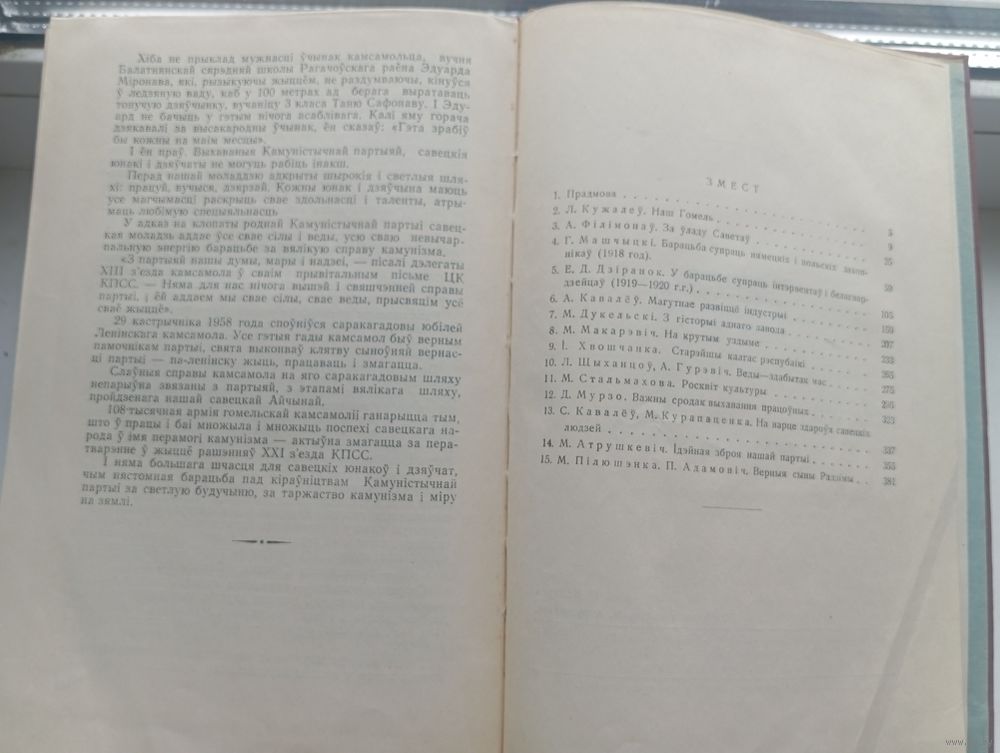 Хіба не прыклад мужнасці ўчынак камсамольца, вучня
Балатнянскай сярэдняй школы Рагачоўскага раёна Эдуарда
Міронава, які, рызыкуючы жыццём, не раздумваючы, кінуўся
ў ледзяную ваду, каб у 100 метрах ад берага выратаваць
тонучую дзяўчынку, вучаніцу 3 класа Таню Сафонаву. І Эду-
ард не бачыць у гэтым нічога асаблівага. Калі яму горача
дзякавалі за высакародны ўчынак, ён сказаў: «Гэта зрабіў
бы кожны на маім месцы».
І ён праў. Выхаваныя Камуністычнай партыяй, савецкія
юнакі і дзяўчаты не могуць рабіць інакш.
Перад нашай моладдзю адкрыты шырокія і светлыя шля-
хі: працуй, вучыся, дзярзай. Кожны юнак і дзяўчына маюць
усе магчымасці раскрыць свае здольнасці і таленты, атры-
маць любімую спецыяльнасць
У адказ на клопаты роднай Камуністычнай партыі савец-
кая моладзь аддае ўсе свае сілы і веды, усю сваю невычар-
пальную энергію барацьбе за вялікую справу камунізма.
«З партыяй нашы думы, мары і надзеі, — пісалі дэлегаты
XIII з'езда камсамола ў сваім прывітальным пісьме ЦК
КПСС. — Няма для нас нічога вышэй і свяшчэнней справы
партыі, і ёй аддаем мы свае сілы, свае веды, прысвяцім усё
сваё жыццё».
29 кастрычніка 1958 года споўніўся саракагадовы юбілей
Ленінскага камсамола. Усе гэтыя гады камсамол быў верным
памочнікам партыі, свята выконваў клятву сыноўняй вернас-
ці партыі — па-ленінску жыць, працаваць і змагацца.
Слаўныя справы камсамола на яго саракагадовым шляху
непарыўна звязаны з партыяй, з этапамі вялікага шляху,
пройдзенага нашай савецкай Айчынай.
108-тысячная армія гомельскай камсамоліі ганарыцца тым,
што ў працы і баі множыла і множыць поспехі савецкага на-
рода ў імя перамогі камунізма — актыўна змагацца за пера-
тварэнне ў жыццё рашэнняў XXI з'езда КПСС.
І няма большага шчасця для савецкіх юнакоў і дзяўчат,
чым нястомная барацьба пад кіраўніцтвам Камуністычнай
партыі за светлую будучыню, за таржаство камунізма і міру
на зямлі.
ЗМЕСТ
1. Прадмова . . . . 5
2. Л. Кужалеў. Наш Гомель . . . . 9
3. А. Філімонаў. За ўладу Саветаў . . . . 25
4. Г. Машчыцкі. Барацьба супраць нямецкіх і польскіх закоп-
нікаў (1918 год). . . . . 59
5. Е. Д. Дзіранок. У барацьбе супраць інтэрвентаў і белагвар-
дзейцаў (1919—1920 г.г.) . . . . 105
6. А. Кавалёў. Магутнае развіццё індустрыі . . . . 159
7. М. Дукельскі. З гісторыі аднаго завода . . . . 207
8. М. Макарэвіч. На крутым уздыме . . . . 233
9. І. Хвошчанка. Старэйшы калгас рэспублікі . . . . 265
10. Л. Шыханцоў, А. Гурэвіч. Веды—здабытак мас . . . . 275
11. М. Стальмахова. Росквіт культуры . . . . 295
12. Д. Мурзо. Важны сродак выхавання працоўных . . . . 323
13. С. Кавалёў, М. Курапаценка. На варце здароўя савецкіх
людзей . . . . 337
14. М. Атрушкевіч. Ідэйная зброя нашай партыі . . . . 355
15. М. Пілюшэнка. П. Адамовіч. Верныя сыны Радзімы . . 381